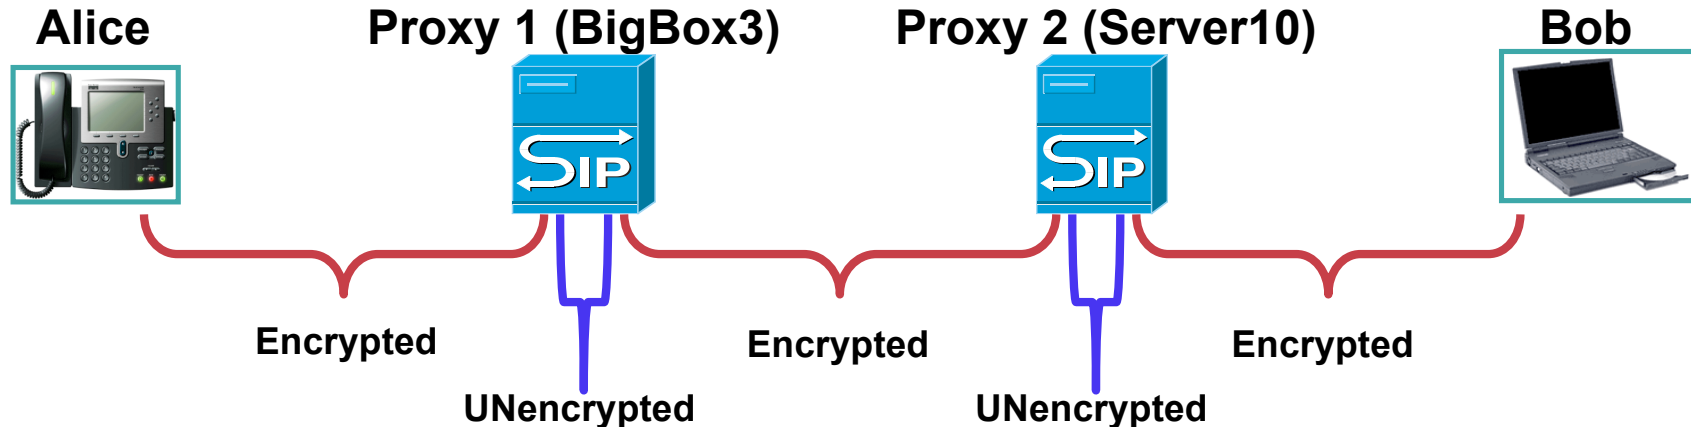 Alice
Proxy 1 (BigBox3)
Proxy 2 (Server10)
Bob
SIP
SIP
Encrypted
Encrypted
Encrypted
UNencrypted
UNencrypted